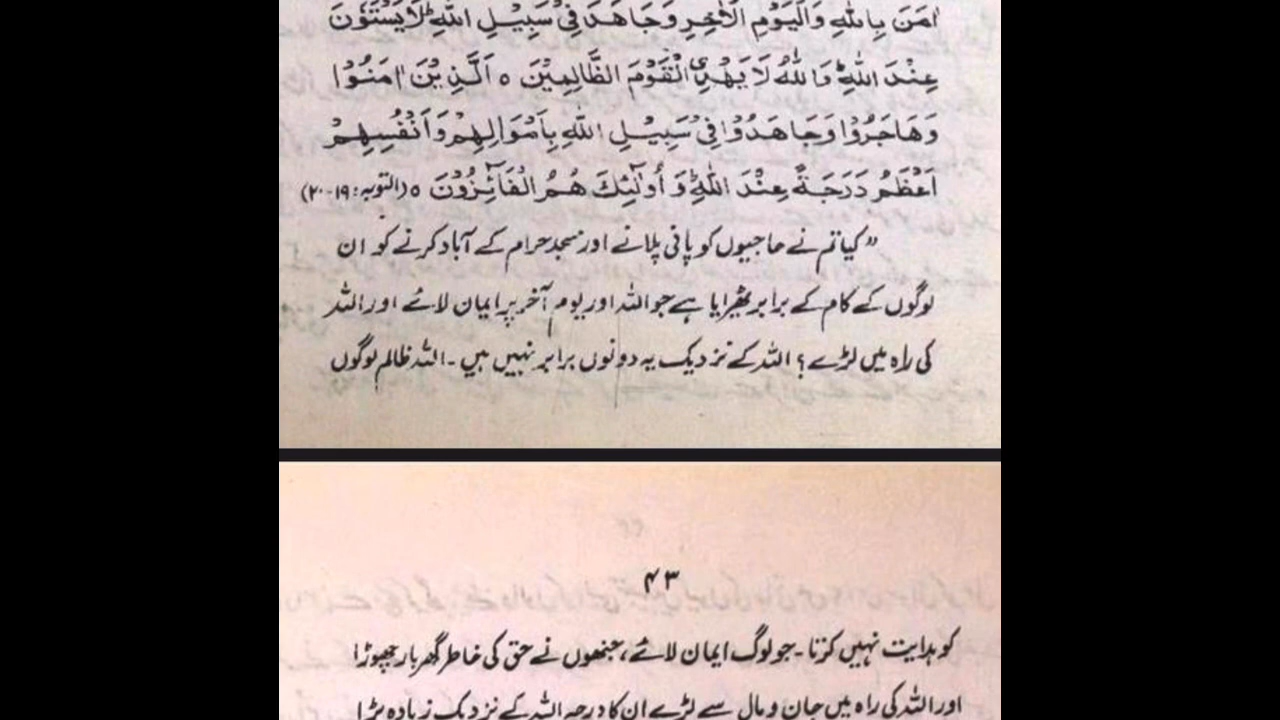 اٰمَنَ بِاللّٰهِ وَالْيَوْمِ الْاٰخِرِ وَجَاهَدَ فِیْ سَبِيْلِ اللّٰهِ ؕ لَا يَسْتَوٗنَ
عِنْدَ اللّٰهِ ؕ وَاللّٰهُ لَا يَهْدِی الْقَوْمَ الظّٰلِمِيْنَ ه اَلَّذِيْنَ اٰمَنُوْا
وَهَاجَرُوْا وَجَاهَدُوْا فِیْ سَبِيْلِ اللّٰهِ بِاَمْوَالِهِمْ وَاَنْفُسِهِمْ
اَعْظَمُ دَرَجَةً عِنْدَ اللّٰهِ ؕ وَ أُولٰٓئِكَ هُمُ الْفَآئِزُوْنَ ه (التوبہ: ۱۹-۲۰)
”کیا تم نے حاجیوں کو پانی پلانے اور مسجد حرام کے آباد کرنے کو ان
لوگوں کے کام کے برابر ٹھہرایا ہے جو اللہ اور یوم آخر پر ایمان لائے اور اللہ
کی راہ میں لڑے؟ اللہ کے نزدیک یہ دونوں برابر نہیں ہیں۔ اللہ ظالم لوگوں
۴۳
کو ہدایت نہیں کرتا۔ جو لوگ ایمان لائے، جنھوں نے حق کی خاطر گھر بار چھوڑا
اور اللہ کی راہ میں جان و مال سے لڑے ان کا درجہ اللہ کے نزدیک زیادہ بڑا